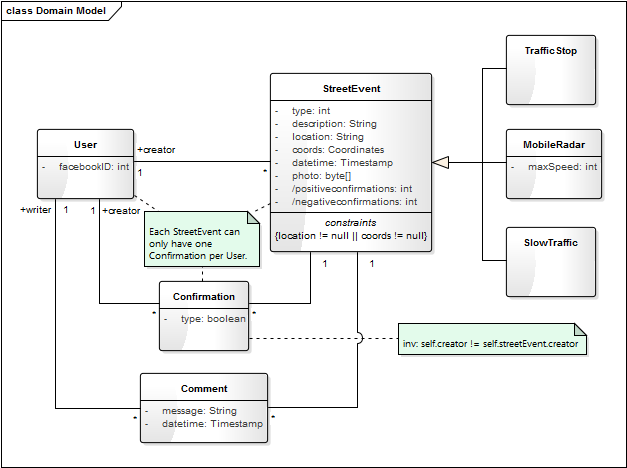 class Domain Model
TrafficStop
StreetEvent
- type: int
- description: String
- location: String
- coords: Coordinates
- datetime: Timestamp
- photo: byte[]
- /positiveconfirmations: int
- /negativeconfirmations: int
constraints
{location != null || coords != null}
User
- facebookID: int
+creator
1
*
MobileRadar
- maxSpeed: int
+writer
1
1
+creator
Each StreetEvent can
only have one
Confirmation per User.
SlowTraffic
1
1
Confirmation
- type: boolean
*
*
inv: self.creator != self.streetEvent.creator
Comment
- message: String
- datetime: Timestamp
*
*